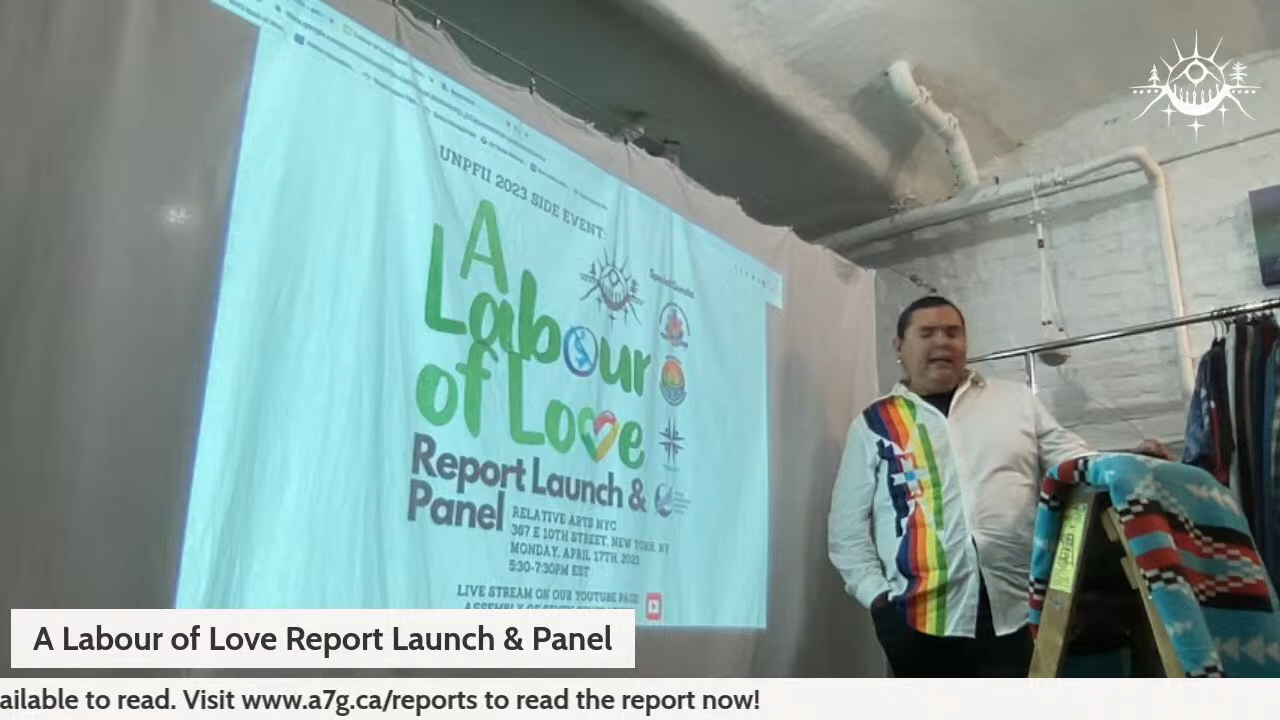 UNPFII 2023 SIDE EVENT:
A
Labour
of Love
Report Launch &
Panel
RELATIVE ARTS NYC
367 E 10TH STREET, NEW YORK, NY
MONDAY, APRIL 17TH, 2023
5:30-7:30PM EST
LIVE STREAM ON OUR YOUTUBE PAGE
A Labour of Love Report Launch & Panel
ailable to read. Visit www.a7g.ca/reports to read the report now!